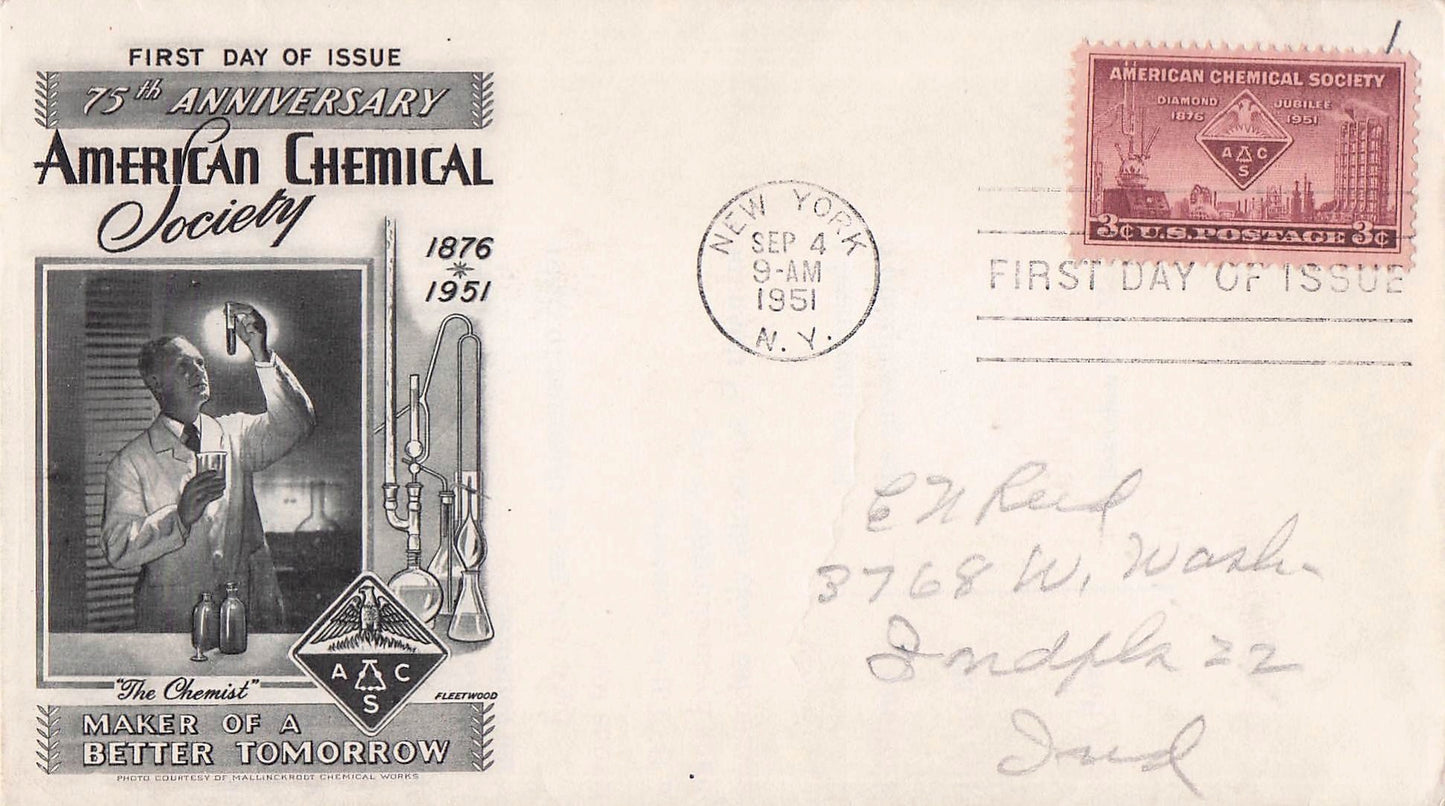 FIRST DAY OF ISSUE
75th ANNIVERSARY
AMERICAN CHEMICAL
Society
1876
1951
A C
S
"The Chemist"
FLEETWOOD
MAKER OF A
BETTER TOMORROW
PHOTO COURTESY OF MALLINCKRODT CHEMICAL WORKS
NEW YORK
SEP 4
9-AM
1951
N. Y.
AMERICAN CHEMICAL SOCIETY
DIAMOND JUBILEE
1876 1951
A C
S
3¢ U.S. POSTAGE 3¢
FIRST DAY OF ISSUE
E N Reed
3768 W. Wash.
Indpls 22
Ind